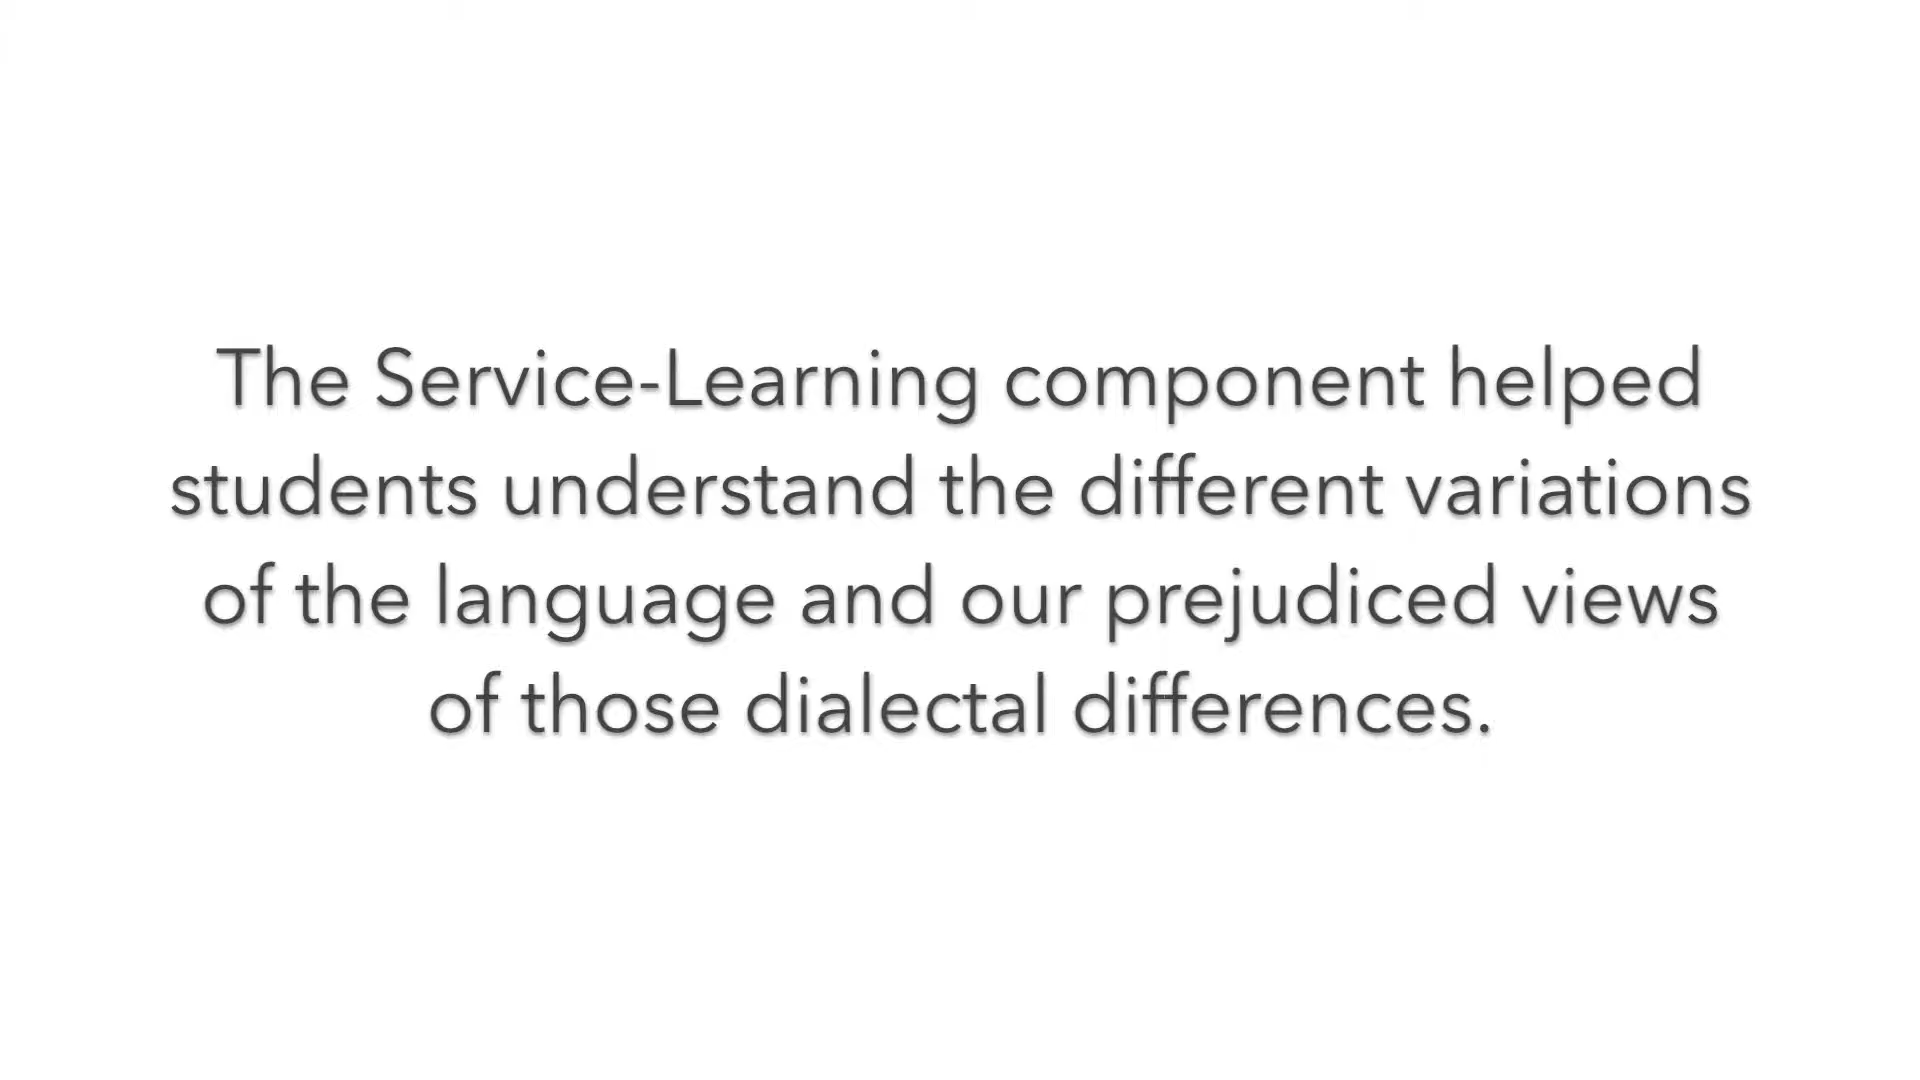 The Service-Learning component helped
students understand the different variations
of the language and our prejudiced views
of those dialectal differences.